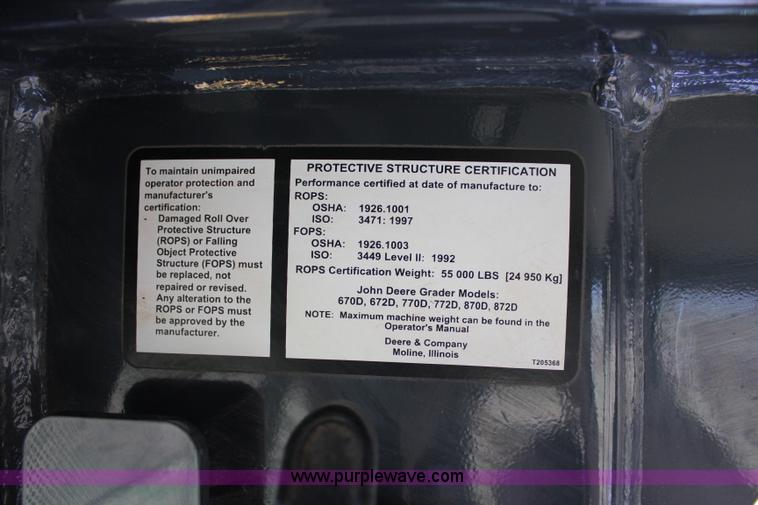 To maintain unimpaired
operator protection and
manufacturer's
certification:
- Damaged Roll Over
Protective Structure
(ROPS) or Falling
Object Protective
Structure (FOPS) must
be replaced, not
repaired or revised.
- Any alteration to the
ROPS or FOPS must
be approved by the
manufacturer.
PROTECTIVE STRUCTURE CERTIFICATION
Performance certified at date of manufacture to:
ROPS:
OSHA: 1926.1001
ISO: 3471: 1997
FOPS:
OSHA: 1926.1003
ISO: 3449 Level II: 1992
ROPS Certification Weight: 55 000 LBS [24 950 Kg]
John Deere Grader Models:
670D, 672D, 770D, 772D, 870D, 872D
NOTE: Maximum machine weight can be found in the
Operator's Manual
Deere & Company
Moline, Illinois
T205368
www.purplewave.com